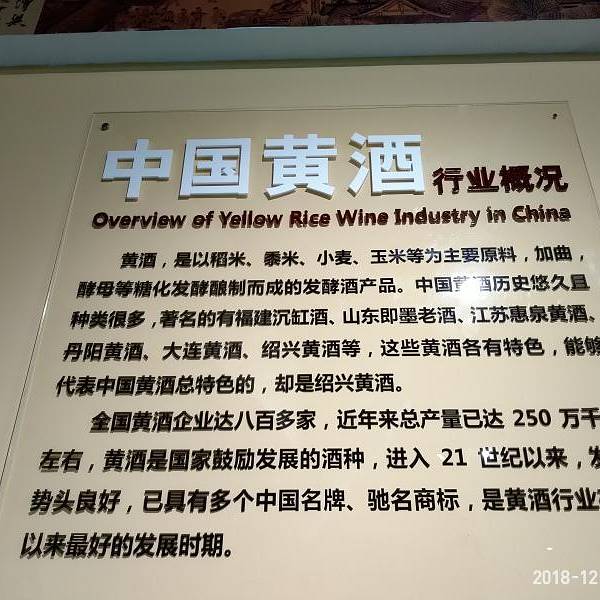 中国黄酒行业概况
Overview of Yellow Rice Wine Industry in China
黄酒，是以稻米、黍米、小麦、玉米等为主要原料，加曲，
酵母等糖化发酵酿制而成的发酵酒产品。中国黄酒历史悠久且
种类很多，著名的有福建沉缸酒、山东即墨老酒、江苏惠泉黄酒、
丹阳黄酒、大连黄酒、绍兴黄酒等，这些黄酒各有特色，能够
代表中国黄酒总特色的，却是绍兴黄酒。
全国黄酒企业达八百多家，近年来总产量已达 250 万千
左右，黄酒是国家鼓励发展的酒种，进入 21 世纪以来，发
势头良好，已具有多个中国名牌、驰名商标，是黄酒行业
以来最好的发展时期。
2018-12